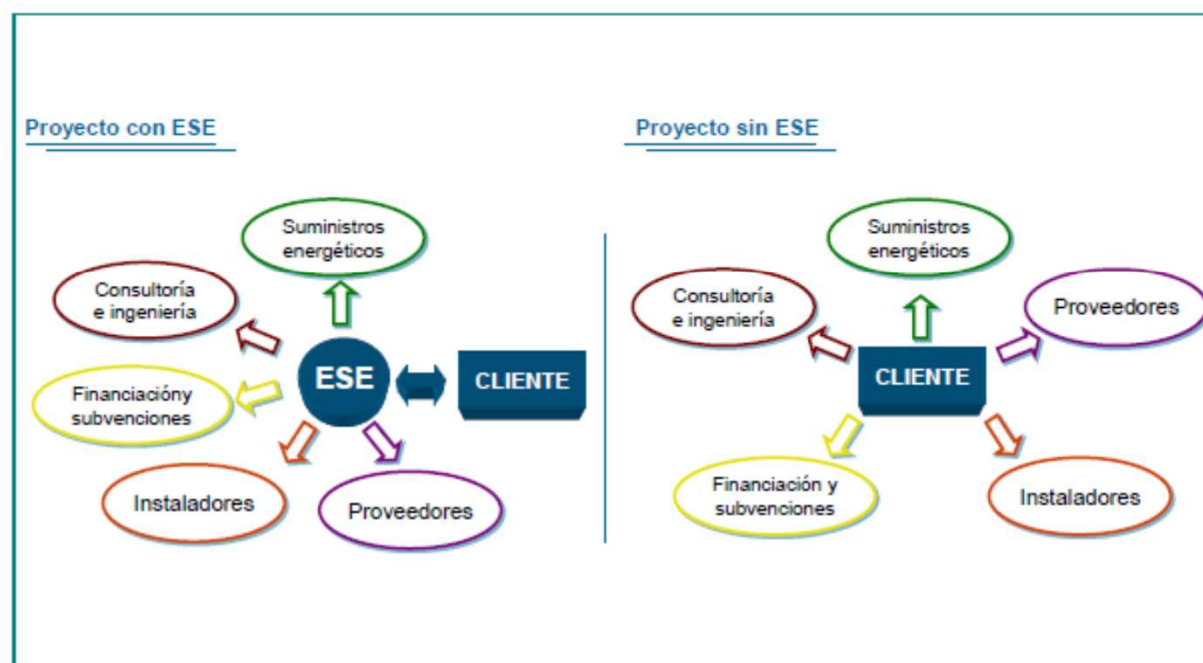 Proyecto con ESE
Suministros
energéticos
Consultoría
e ingeniería
ESE
CLIENTE
Financiacióny
subvenciones
Instaladores
Proveedores
Proyecto sin ESE
Suministros
energéticos
Consultoría
e ingeniería
Proveedores
CLIENTE
Financiación y
subvenciones
Instaladores